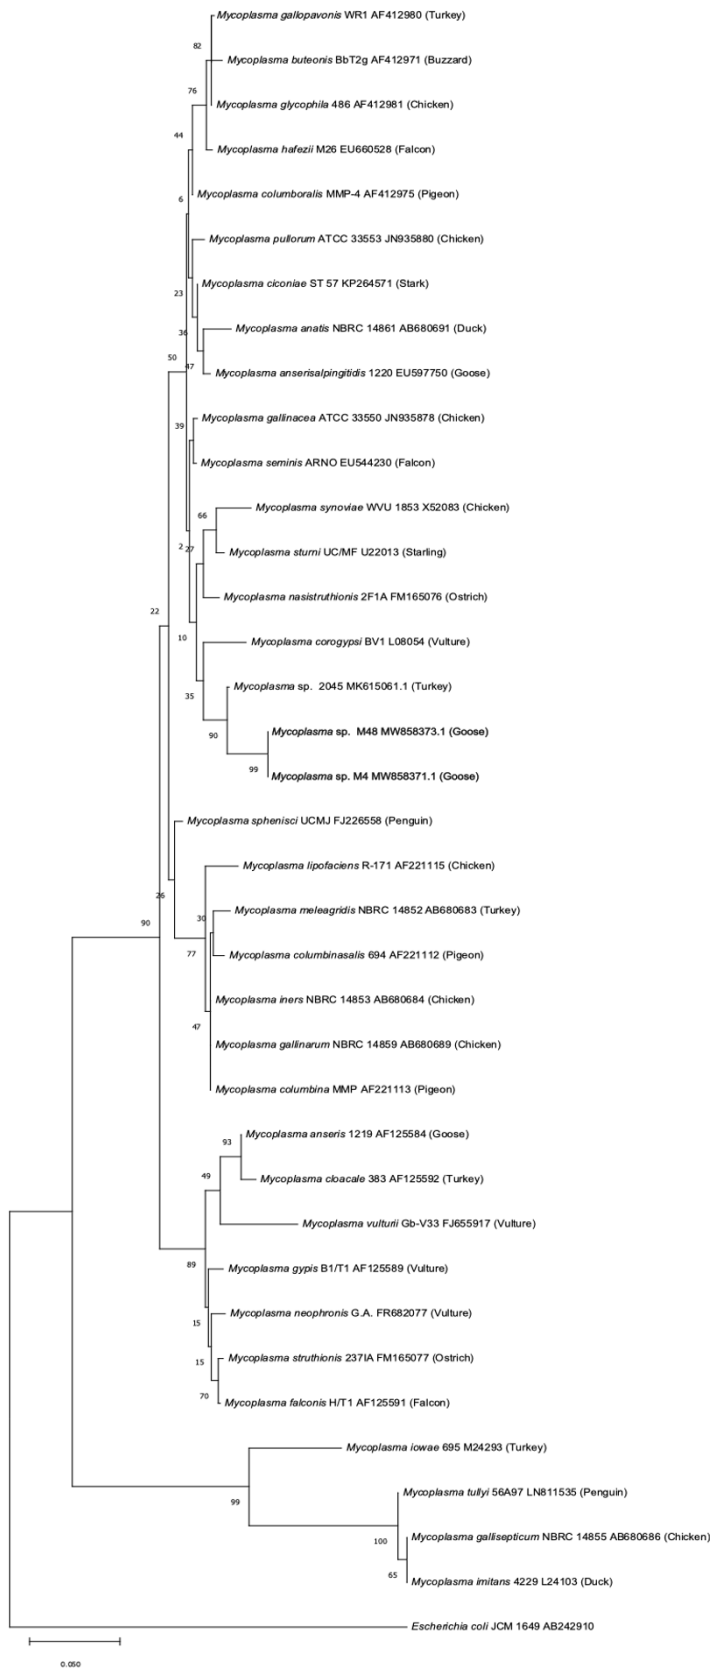 Mycoplasma gallopavonis WR1 AF412980 (Turkey)
82
Mycoplasma buteonis BbT2g AF412971 (Buzzard)
76
Mycoplasma glycophila 486 AF412981 (Chicken)
44
Mycoplasma hafezii M26 EU660528 (Falcon)
6
Mycoplasma columboralis MMP-4 AF412975 (Pigeon)
Mycoplasma pullorum ATCC 33553 JN935880 (Chicken)
23
Mycoplasma ciconiae ST 57 KP264571 (Stark)
36
Mycoplasma anatis NBRC 14861 AB680691 (Duck)
50
47
Mycoplasma anserisalpingitidis 1220 EU597750 (Goose)
39
Mycoplasma gallinacea ATCC 33550 JN935878 (Chicken)
Mycoplasma seminis ARNO EU544230 (Falcon)
66
Mycoplasma synoviae WVU 1853 X52083 (Chicken)
2
27
Mycoplasma sturni UC/MF U22013 (Starling)
22
Mycoplasma nasistruthionis 2F1A FM165076 (Ostrich)
10
Mycoplasma corogypsi BV1 L08054 (Vulture)
35
Mycoplasma sp. 2045 MK615061.1 (Turkey)
90
Mycoplasma sp. M48 MW858373.1 (Goose)
99
Mycoplasma sp. M4 MW858371.1 (Goose)
Mycoplasma sphenisci UCMJ FJ226558 (Penguin)
Mycoplasma lipofaciens R-171 AF221115 (Chicken)
26
90
30
Mycoplasma meleagridis NBRC 14852 AB680683 (Turkey)
77
Mycoplasma columbinasalis 694 AF221112 (Pigeon)
Mycoplasma iners NBRC 14853 AB680684 (Chicken)
47
Mycoplasma gallinarum NBRC 14859 AB680689 (Chicken)
Mycoplasma columbina MMP AF221113 (Pigeon)
93
Mycoplasma anseris 1219 AF125584 (Goose)
49
Mycoplasma cloacale 383 AF125592 (Turkey)
Mycoplasma vulturii Gb-V33 FJ655917 (Vulture)
89
Mycoplasma gypis B1/T1 AF125589 (Vulture)
15
Mycoplasma neophronis G.A. FR682077 (Vulture)
15
Mycoplasma struthionis 237IA FM165077 (Ostrich)
70
Mycoplasma falconis H/T1 AF125591 (Falcon)
Mycoplasma iowae 695 M24293 (Turkey)
99
Mycoplasma tullyi 56A97 LN811535 (Penguin)
100
Mycoplasma gallisepticum NBRC 14855 AB680686 (Chicken)
65
Mycoplasma imitans 4229 L24103 (Duck)
Escherichia coli JCM 1649 AB242910
0.050